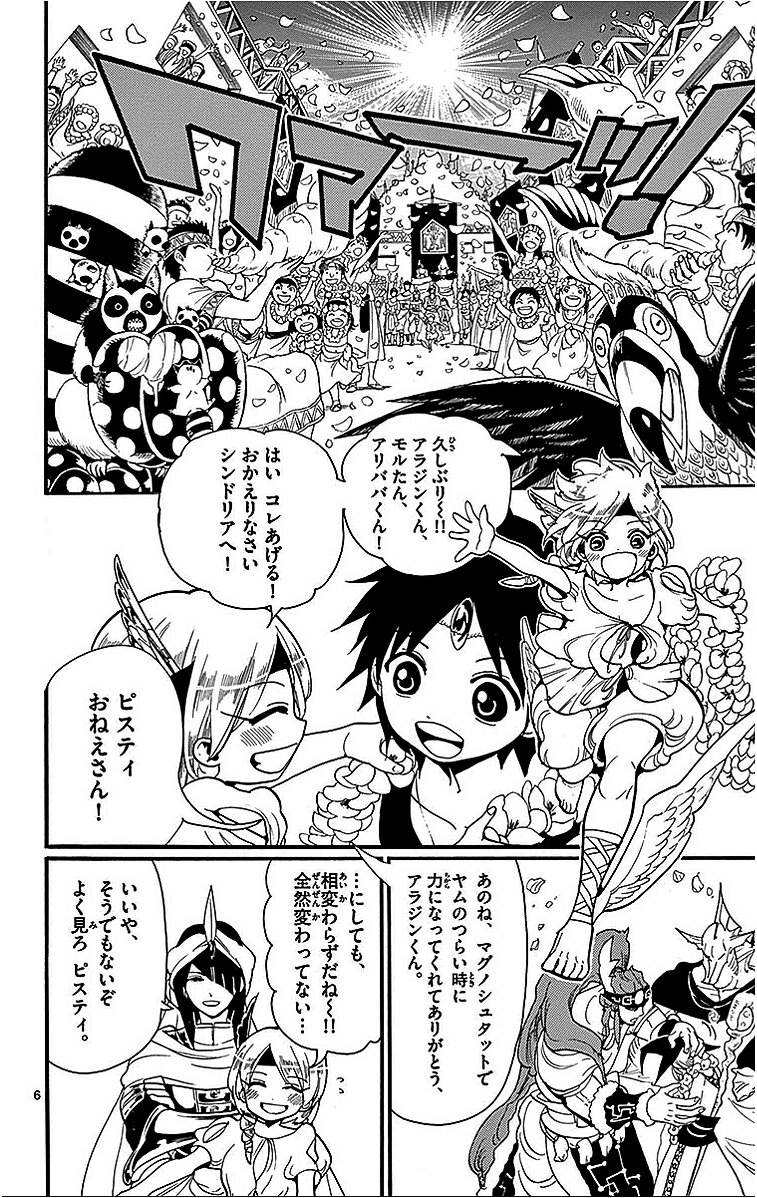 ワァーッ!!
久しぶり〜!!
アラジンくん、
モルたん、
アリババくん!
はい コレあげる!
おかえりなさい
シンドリアへ!
ピスティ
おねえさん!
あのね、マグノシュタットで
ヤムのつらい時に
力になってくれてありがとう、
アラジンくん。
…にしても、
相変わらずだね〜!!
全然変わってない…
いいや、
そうでもないぞ
よく見ろ ピスティ。
6